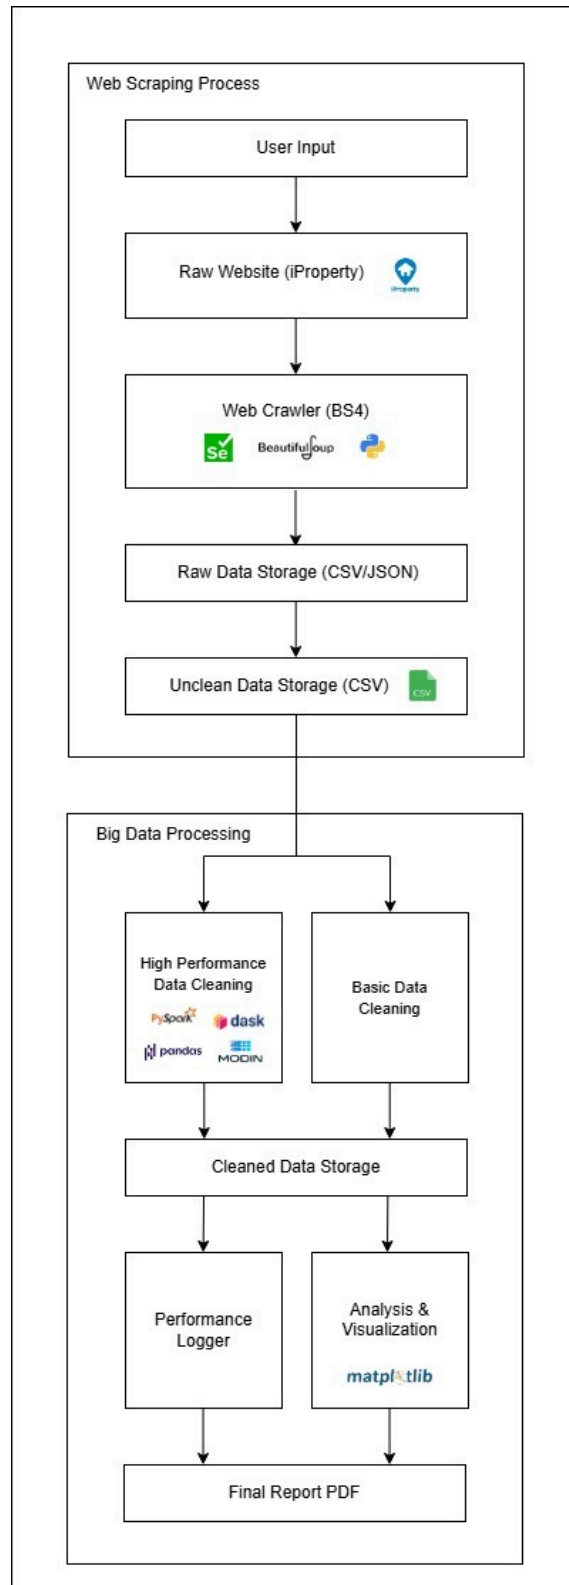 Web Scraping Process
User Input
Raw Website (iProperty)
iProperty
Web Crawler (BS4)
Se
BeautifulSoup
Raw Data Storage (CSV/JSON)
Unclean Data Storage (CSV)
CSV
Big Data Processing
High Performance
Data Cleaning
PySpark
dask
pandas
MODIN
Basic Data
Cleaning
Cleaned Data Storage
Performance
Logger
Analysis &
Visualization
matplotlib
Final Report PDF